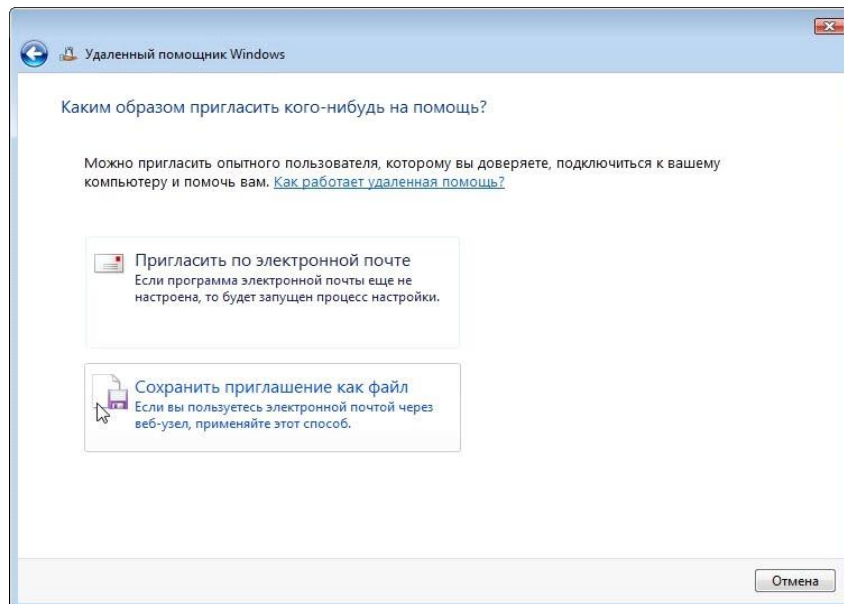 Удаленный помощник Windows
Каким образом пригласить кого-нибудь на помощь?
Можно пригласить опытного пользователя, которому вы доверяете, подключиться к вашему
компьютеру и помочь вам. Как работает удаленная помощь?
Пригласить по электронной почте
Если программа электронной почты еще не
настроена, то будет запущен процесс настройки.
Сохранить приглашение как файл
Если вы пользуетесь электронной почтой через
веб-узел, применяйте этот способ.
Отмена